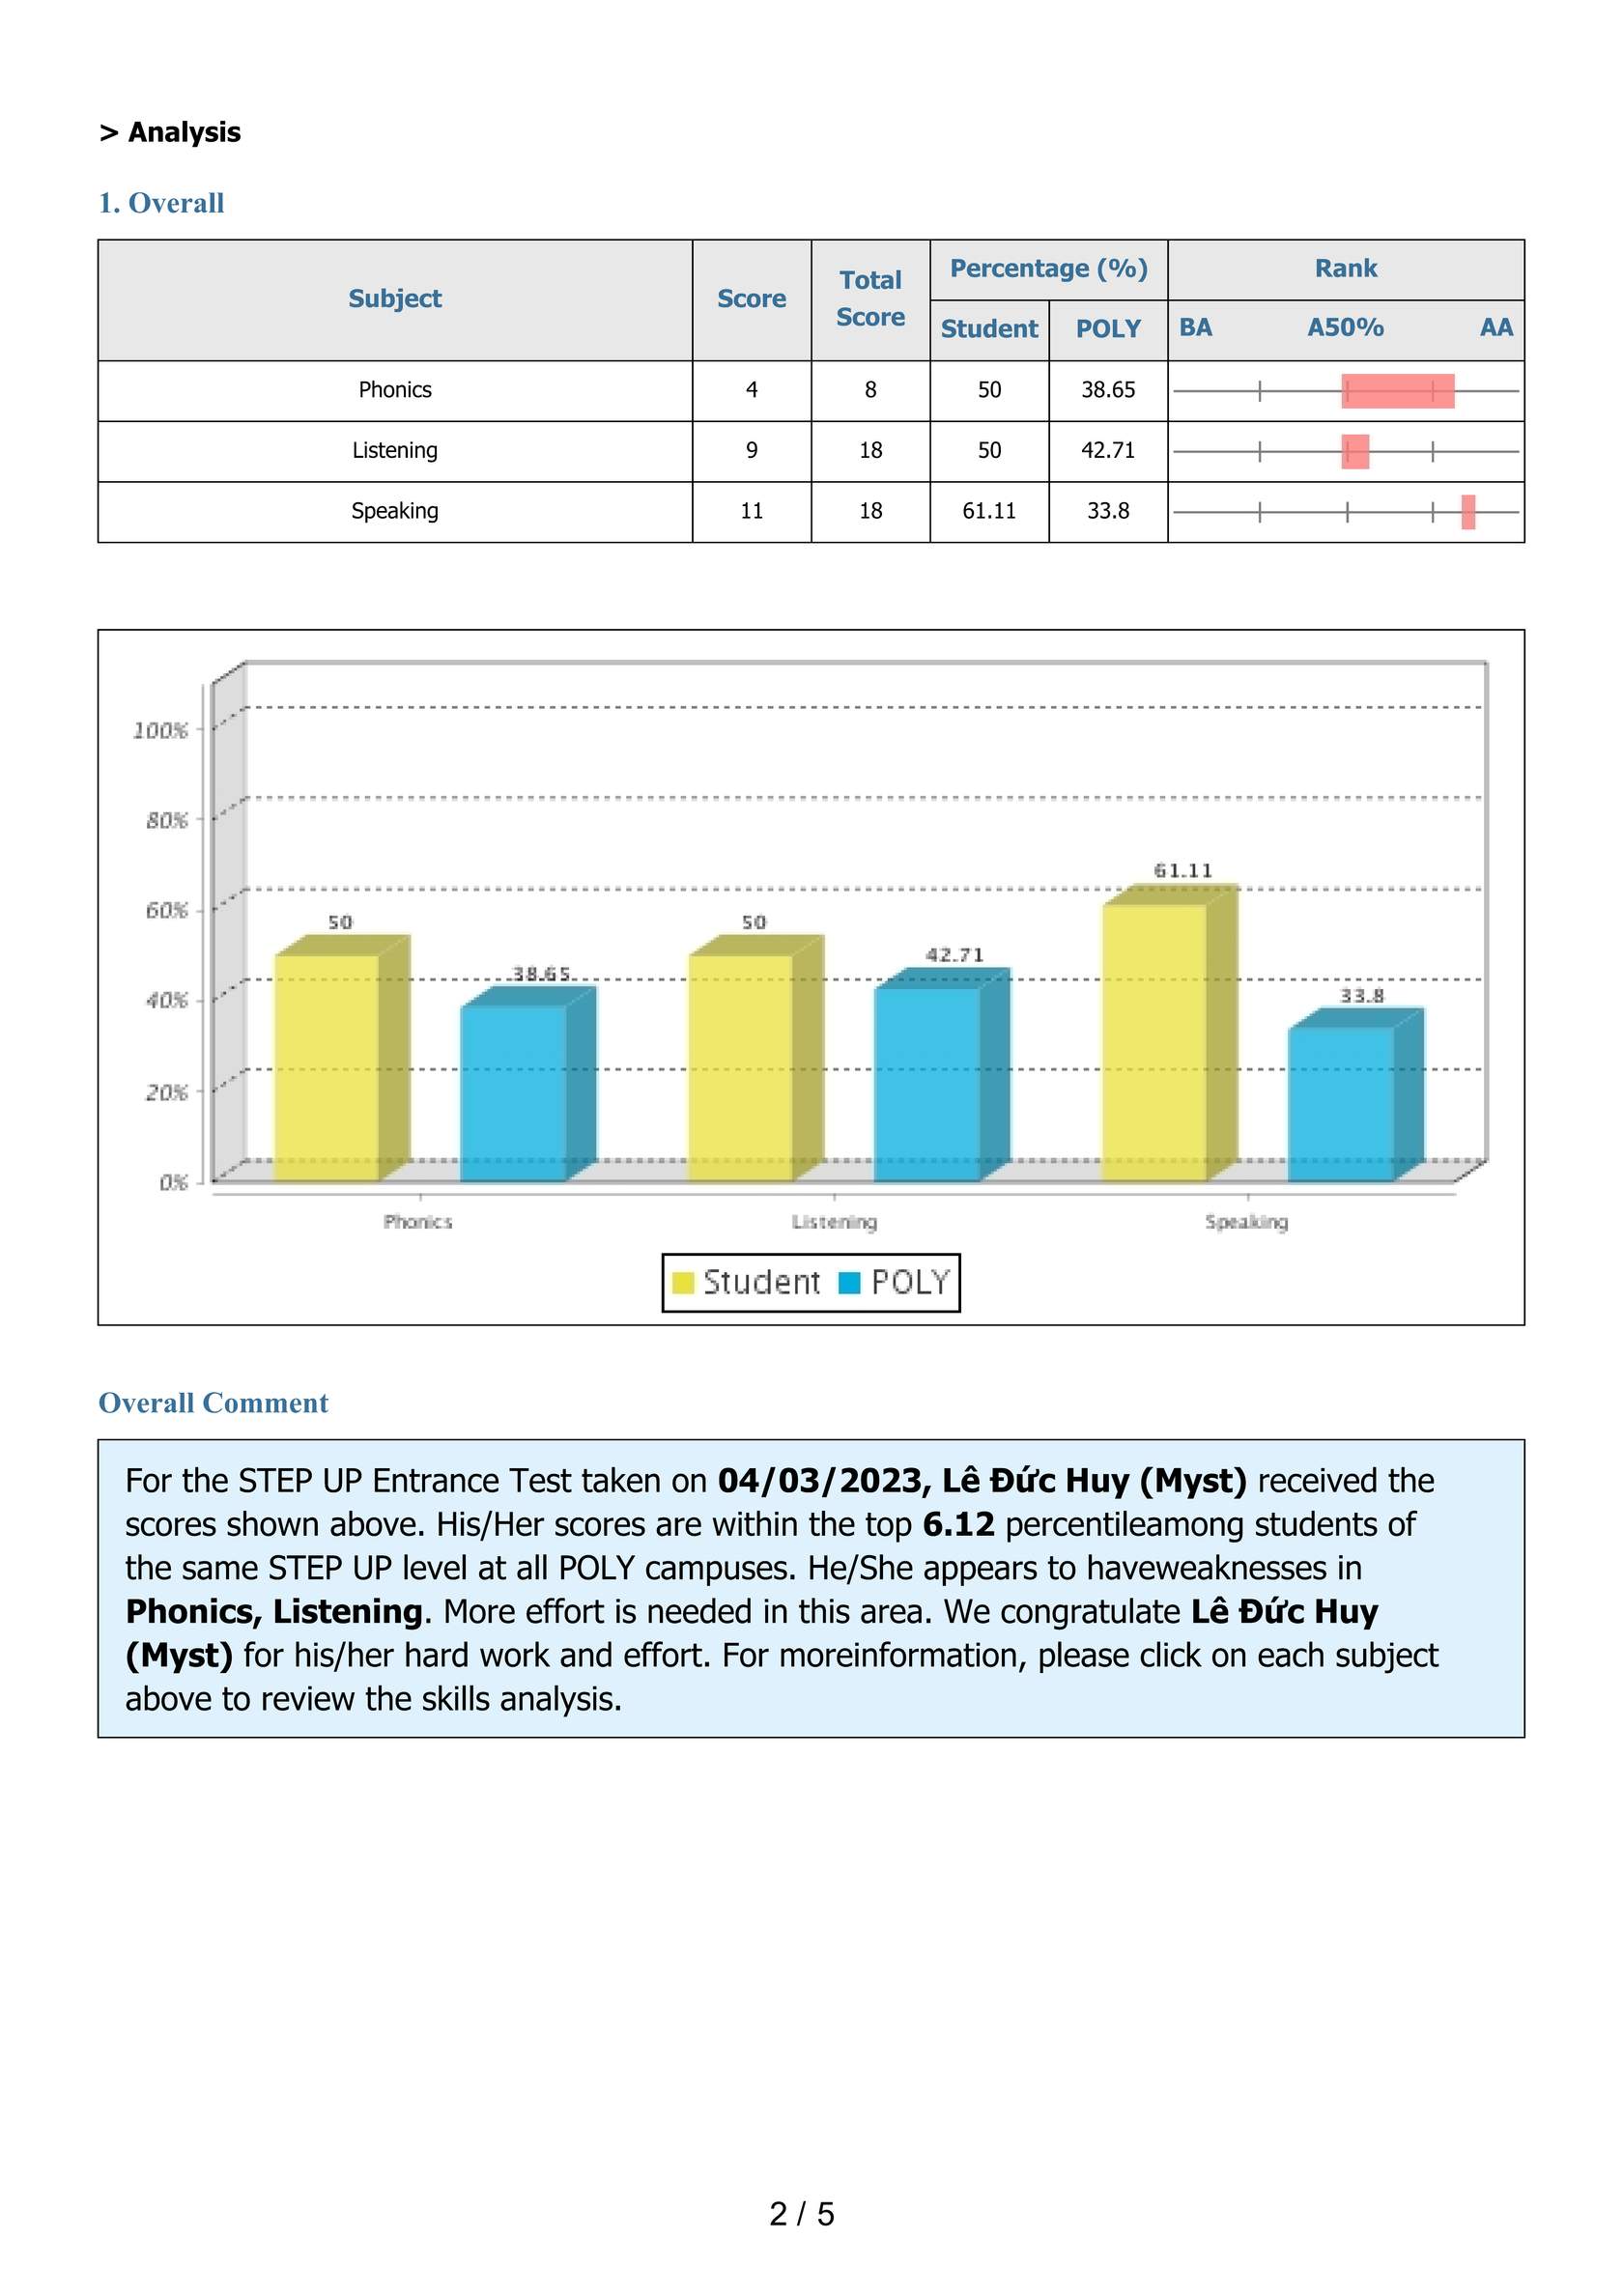 > Analysis
1. Overall
Subject Score Total Score Percentage (%) Rank
Student POLY BA A50% AA
Phonics 4 8 50 38.65
Listening 9 18 50 42.71
Speaking 11 18 61.11 33.8
100%
80%
60%
40%
20%
0%
50 38.65 50 42.71 61.11 33.8
Phonics Listening Speaking
Student POLY
Overall Comment
For the STEP UP Entrance Test taken on 04/03/2023, Lê Đức Huy (Myst) received the
scores shown above. His/Her scores are within the top 6.12 percentileamong students of
the same STEP UP level at all POLY campuses. He/She appears to haveweaknesses in
Phonics, Listening. More effort is needed in this area. We congratulate Lê Đức Huy
(Myst) for his/her hard work and effort. For moreinformation, please click on each subject
above to review the skills analysis.
2 / 5